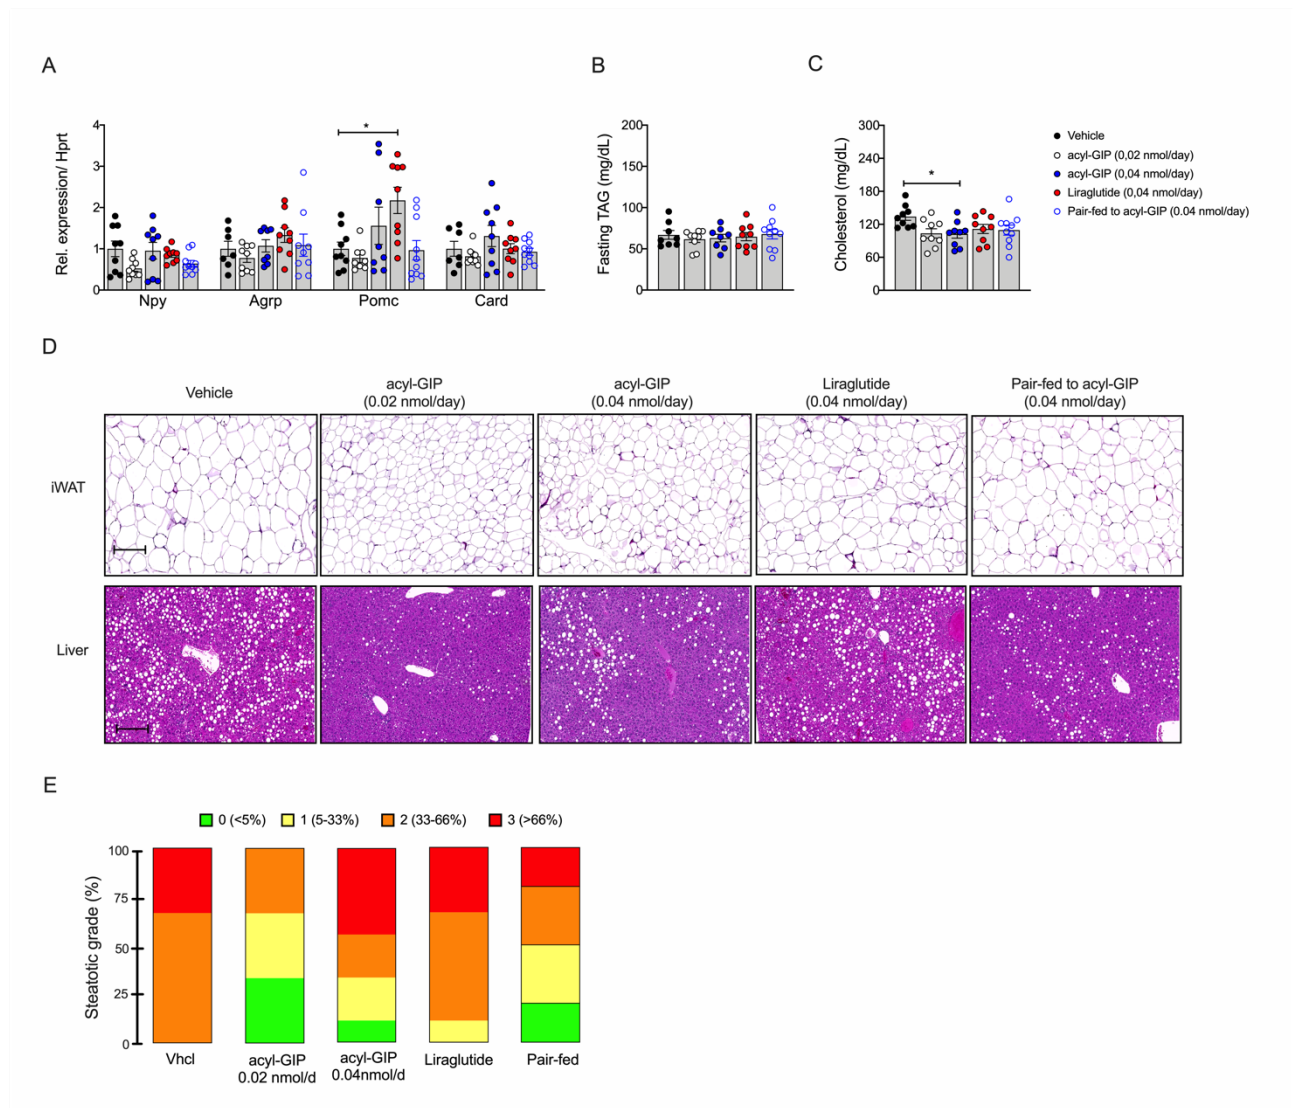 A
B
C
Rel. expression/ Hprt
4
3
2
1
0
*
Npy
Agrp
Pomc
Card
Fasting TAG (mg/dL)
200
150
100
50
0
Cholesterol (mg/dL)
300
240
180
120
60
0
*
Vehicle
acyl-GIP (0,02 nmol/day)
acyl-GIP (0,04 nmol/day)
Liraglutide (0,04 nmol/day)
Pair-fed to acyl-GIP (0.04 nmol/day)
D
Vehicle
acyl-GIP
(0.02 nmol/day)
acyl-GIP
(0.04 nmol/day)
Liraglutide
(0.04 nmol/day)
Pair-fed to acyl-GIP
(0.04 nmol/day)
iWAT
Liver
E
0 (<5%)
1 (5-33%)
2 (33-66%)
3 (>66%)
Steatotic grade (%)
100
75
50
25
0
Vhcl
acyl-GIP
0.02 nmol/d
acyl-GIP
0.04nmol/d
Liraglutide
Pair-fed